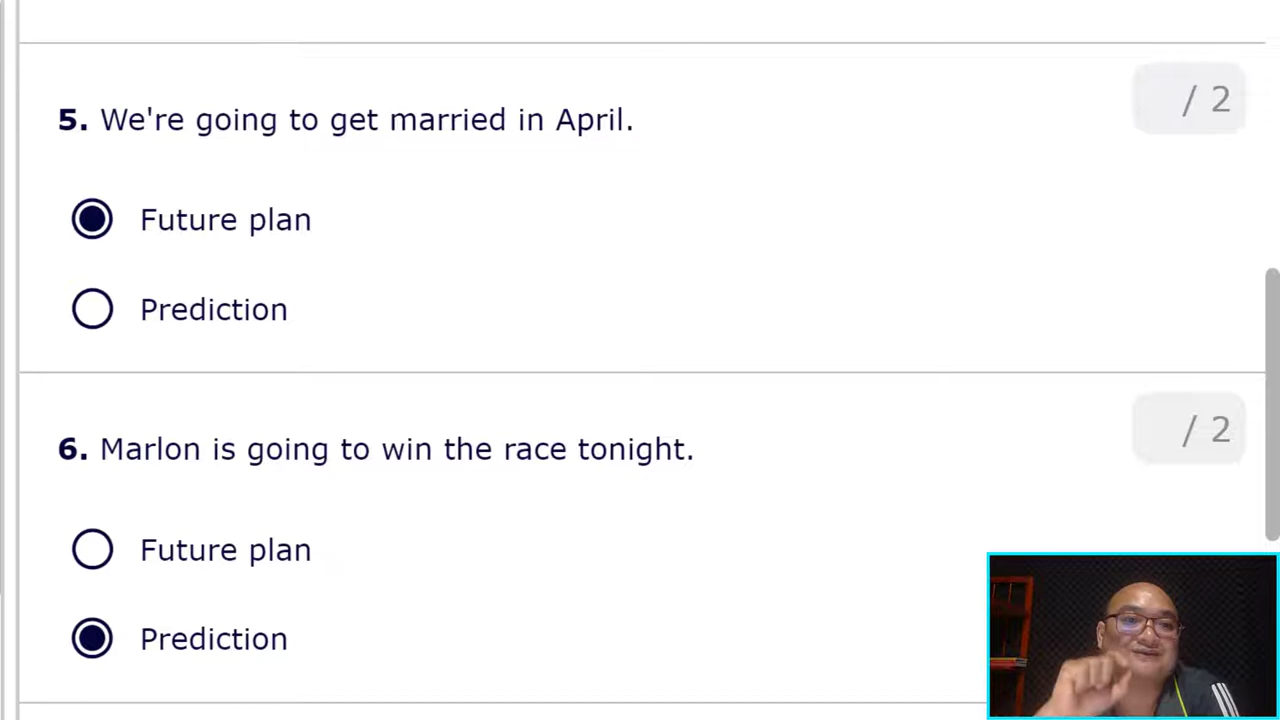 / 2
5. We're going to get married in April.
Future plan
Prediction
/ 2
6. Marlon is going to win the race tonight.
Future plan
Prediction